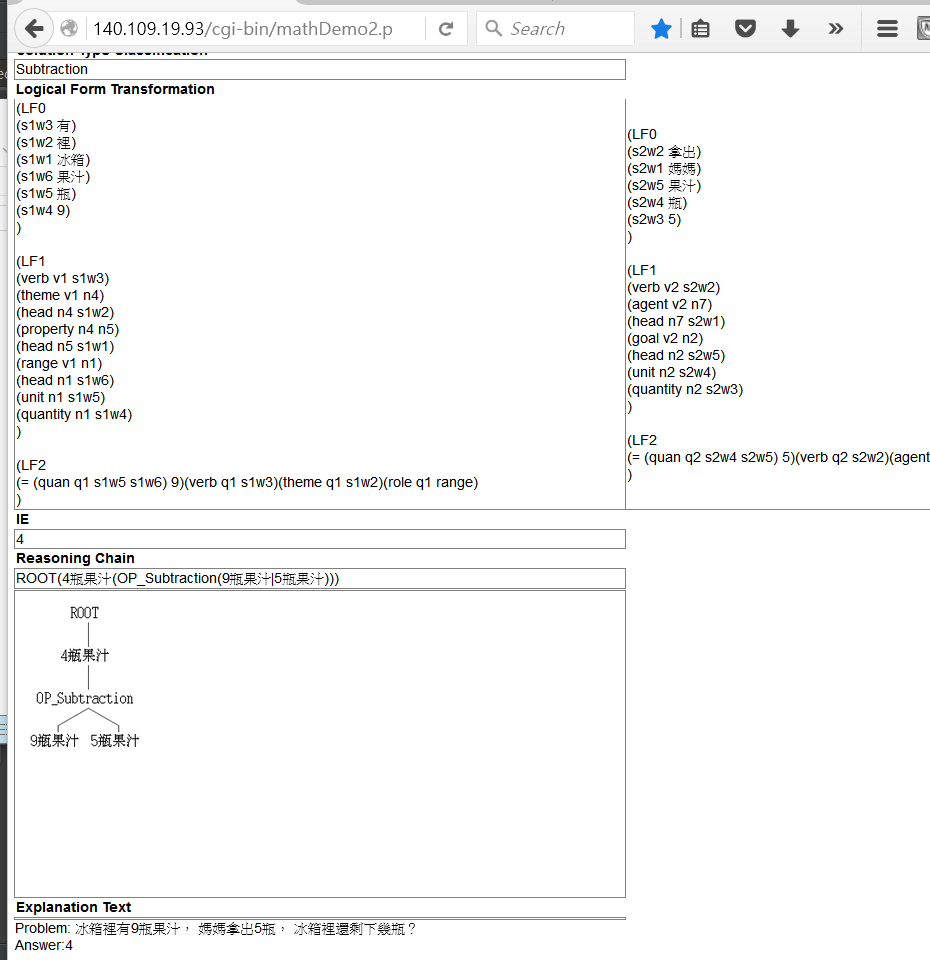 140.109.19.93/cgi-bin/mathDemo2.p
Search
Solution Type Classification
Subtraction
Logical Form Transformation
(LF0
(s1w3 有)
(s1w2 裡)
(s1w1 冰箱)
(s1w6 果汁)
(s1w5 瓶)
(s1w4 9)
)
(LF1
(verb v1 s1w3)
(theme v1 n4)
(head n4 s1w2)
(property n4 n5)
(head n5 s1w1)
(range v1 n1)
(head n1 s1w6)
(unit n1 s1w5)
(quantity n1 s1w4)
)
(LF2
(= (quan q1 s1w5 s1w6) 9)(verb q1 s1w3)(theme q1 s1w2)(role q1 range)
)
(LF0
(s2w2 拿出)
(s2w1 媽媽)
(s2w5 果汁)
(s2w4 瓶)
(s2w3 5)
)
(LF1
(verb v2 s2w2)
(agent v2 n7)
(head n7 s2w1)
(goal v2 n2)
(head n2 s2w5)
(unit n2 s2w4)
(quantity n2 s2w3)
)
(LF2
(= (quan q2 s2w4 s2w5) 5)(verb q2 s2w2)(agent
)
IE
4
Reasoning Chain
ROOT(4瓶果汁(OP_Subtraction(9瓶果汁|5瓶果汁)))
ROOT
4瓶果汁
OP_Subtraction
9瓶果汁 5瓶果汁
Explanation Text
Problem: 冰箱裡有9瓶果汁， 媽媽拿出5瓶， 冰箱裡還剩下幾瓶？
Answer:4